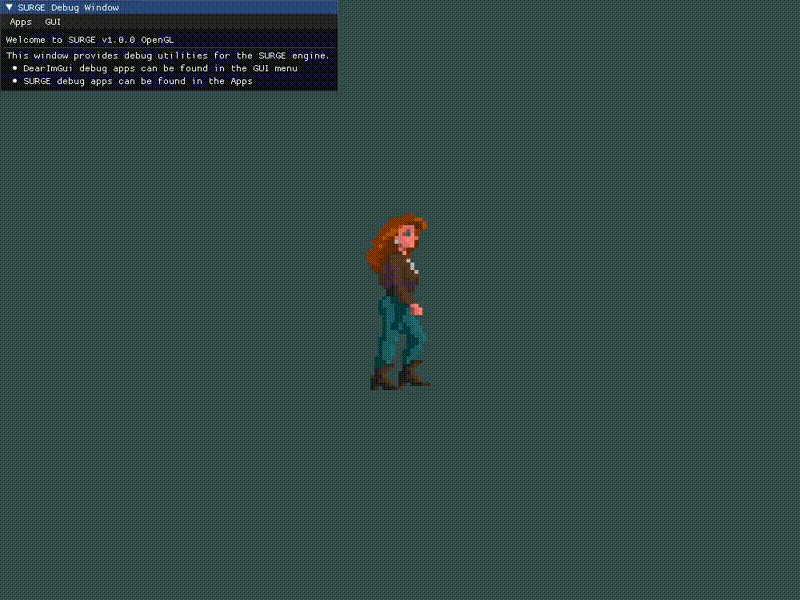 SURGE Debug Window
Apps GUI
Welcome to SURGE v1.0.0 OpenGL
This window provides debug utilities for the SURGE engine.
DearImGui debug apps can be found in the GUI menu
SURGE debug apps can be found in the Apps